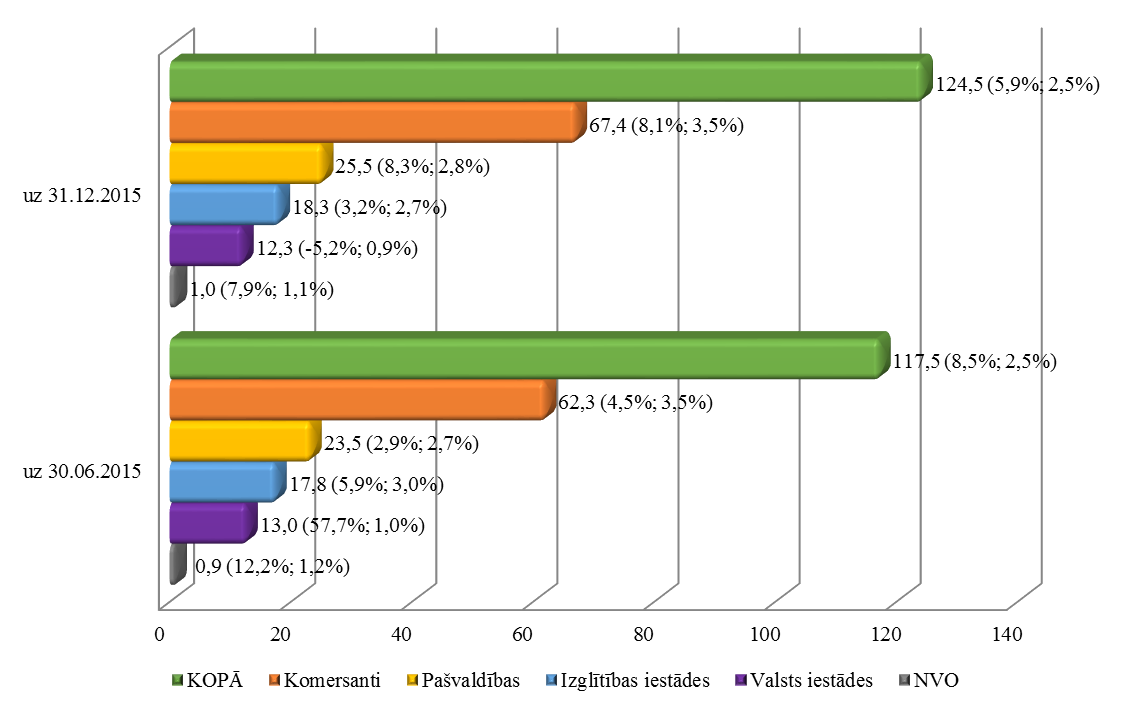 124,5 (5,9%; 2,5%)
67,4 (8,1%; 3,5%)
25,5 (8,3%; 2,8%)
uz 31.12.2015
18,3 (3,2%; 2,7%)
12,3 (-5,2%; 0,9%)
1,0 (7,9%; 1,1%)
117,5 (8,5%; 2,5%)
62,3 (4,5%; 3,5%)
23,5 (2,9%; 2,7%)
uz 30.06.2015
17,8 (5,9%; 3,0%)
13,0 (57,7%; 1,0%)
0,9 (12,2%; 1,2%)
0 20 40 60 80 100 120 140
KOPĀ Komersanti Pašvaldības Izglītības iestādes Valsts iestādes NVO